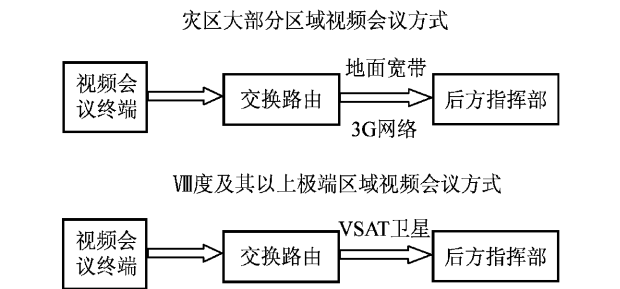 灾区大部分区域视频会议方式
视频会
议终端
交换路由
地面宽带
3G网络
后方指挥部
Ⅷ度及其以上极端区域视频会议方式
视频会
议终端
交换路由
VSAT卫星
后方指挥部